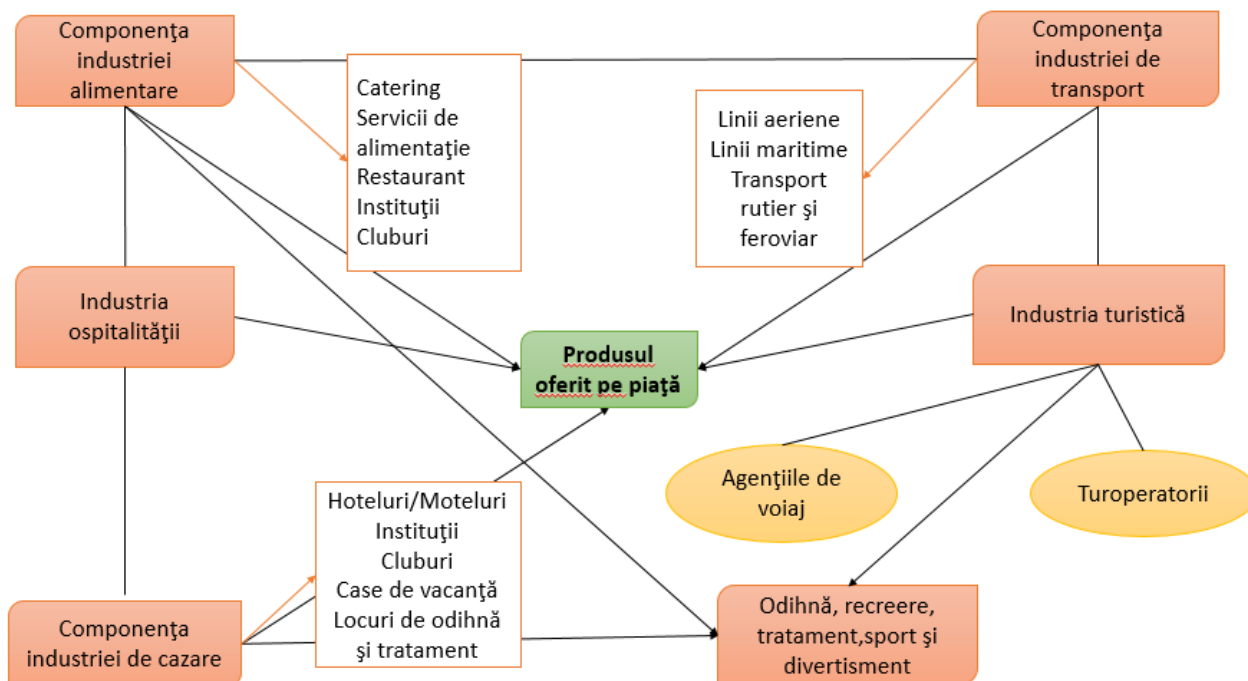 Componenţa
industriei
alimentare
Catering
Servicii de
alimentaţie
Restaurant
Instituţii
Cluburi
Linii aeriene
Linii maritime
Transport
rutier şi
feroviar
Componenţa
industriei de
transport
Industria
ospitalităţii
Produsul
oferit pe piaţă
Industria turistică
Agenţiile de
voiaj
Turoperatorii
Hoteluri/Moteluri
Instituţii
Cluburi
Case de vacanţă
Locuri de odihnă
şi tratament
Componenţa
industriei de cazare
Odihnă, recreere,
tratament,sport şi
divertisment